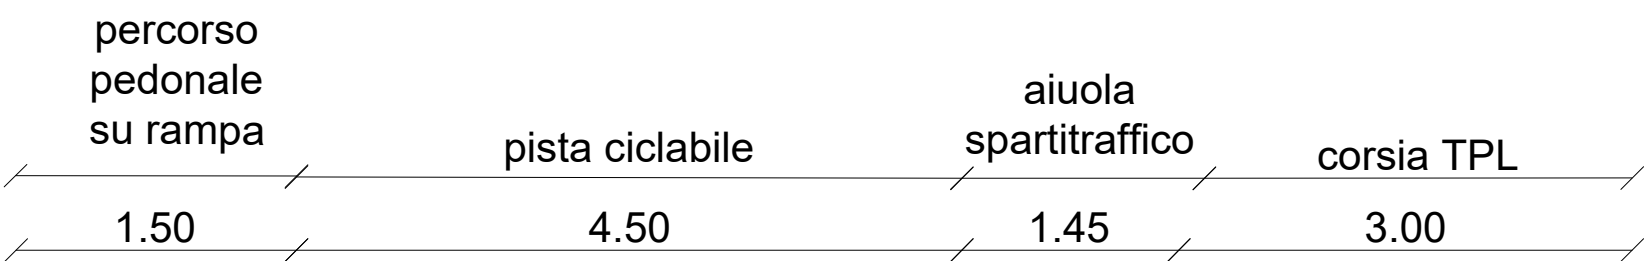 percorso
pedonale
su rampa
pista ciclabile
aiuola
spartitraffico
corsia TPL
1.50
4.50
1.45
3.00